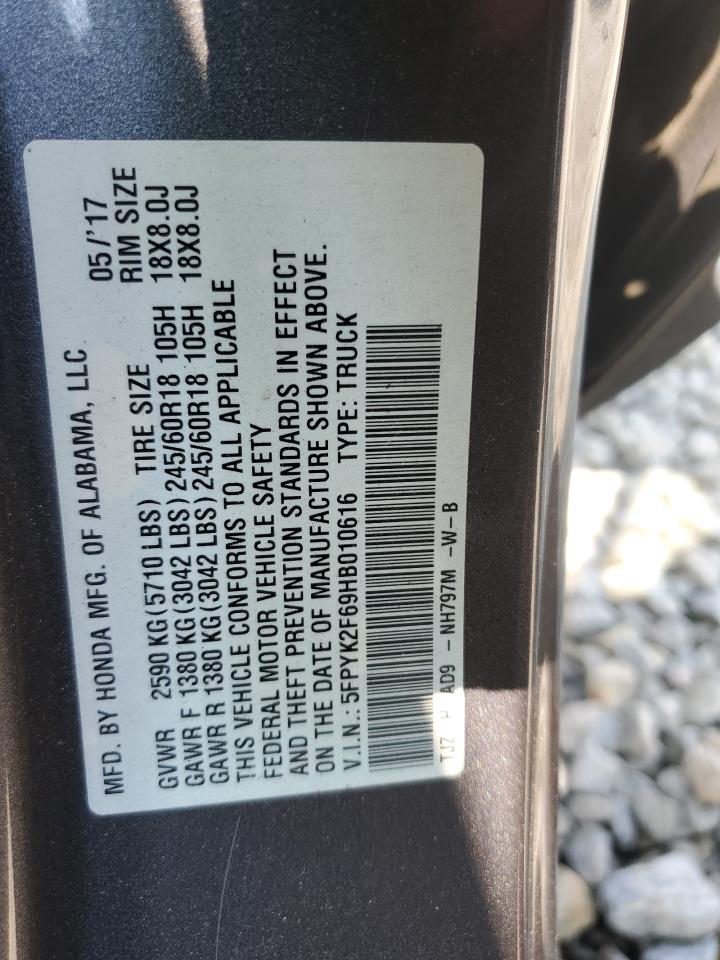 MFD. BY HONDA MFG. OF ALABAMA, LLC 05/'17
GVWR 2590 KG(5710 LBS) TIRE SIZE RIM SIZE
GAWR F 1380 KG(3042 LBS)245/60R18 105H 18X8.0J
GAWR R 1380 KG(3042 LBS)245/60R18 105H 18X8.0J
THIS VEHICLE CONFORMS TO ALL APPLICABLE
FEDERAL MOTOR VEHICLE SAFETY
AND THEFT PREVENTION STANDARDS IN EFFECT
ON THE DATE OF MANUFACTURE SHOWN ABOVE.
V.I.N.: 5FPYK2F69HB010616 TYPE: TRUCK
TJZ AD9 - NH797M -W-B